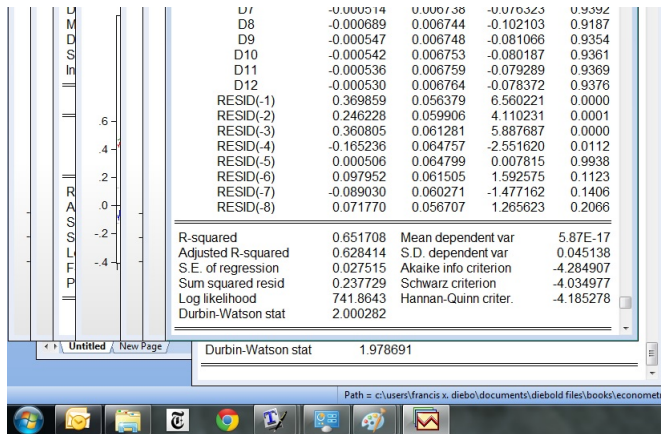 D7 -0.000514 0.006738 -0.076323 0.9392
D8 -0.000689 0.006744 -0.102103 0.9187
D9 -0.000547 0.006748 -0.081066 0.9354
D10 -0.000542 0.006753 -0.080187 0.9361
D11 -0.000536 0.006759 -0.079289 0.9369
D12 -0.000530 0.006764 -0.078372 0.9376
RESID(-1) 0.369859 0.056379 6.560221 0.0000
RESID(-2) 0.246228 0.059906 4.110231 0.0001
RESID(-3) 0.360805 0.061281 5.887687 0.0000
RESID(-4) -0.165236 0.064757 -2.551620 0.0112
RESID(-5) 0.000506 0.064799 0.007815 0.9938
RESID(-6) 0.097952 0.061505 1.592575 0.1123
RESID(-7) -0.089030 0.060271 -1.477162 0.1406
RESID(-8) 0.071770 0.056707 1.265623 0.2066
R-squared 0.651708 Mean dependent var 5.87E-17
Adjusted R-squared 0.628414 S.D. dependent var 0.045138
S.E. of regression 0.027515 Akaike info criterion -4.284907
Sum squared resid 0.237729 Schwarz criterion -4.034977
Log likelihood 741.8643 Hannan-Quinn criter. -4.185278
Durbin-Watson stat 2.000282
D
M
D
S
In
R
A
S
S
L
F
P
.6
.4
.2
.0
-.2
-.4
Untitled New Page
Durbin-Watson stat 1.978691
Path = c:\users\francis x. diebo\documents\diebold files\books\economet